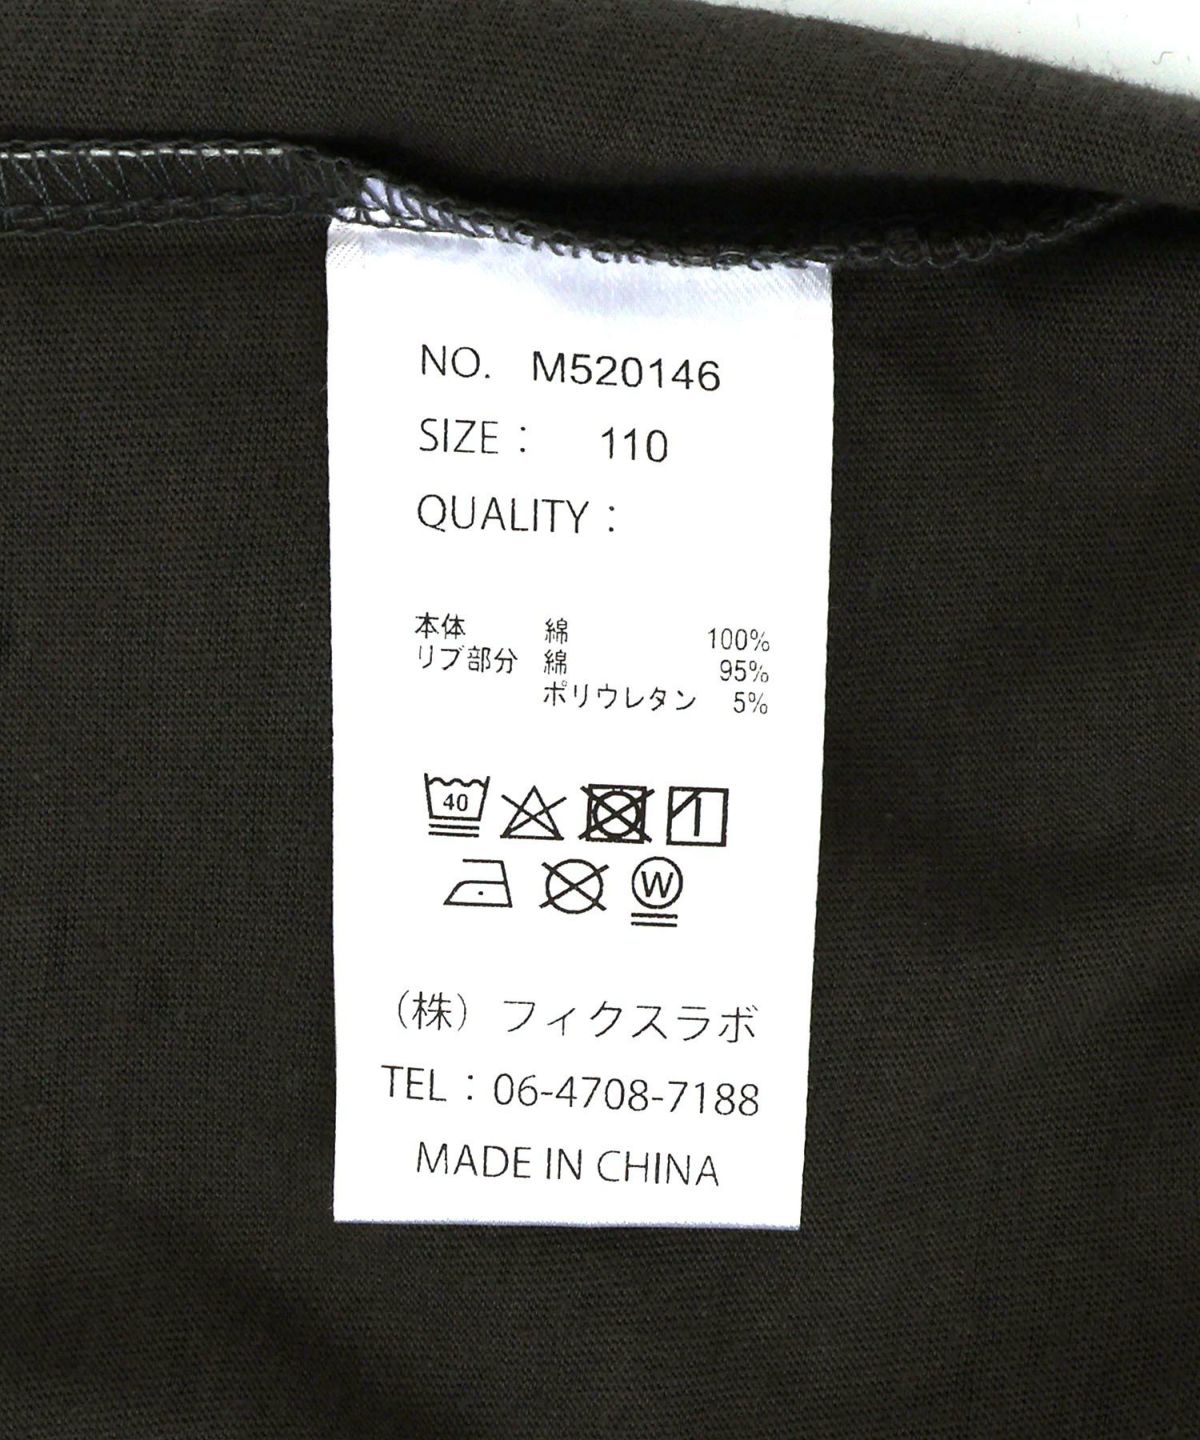 NO. M520146
SIZE： 110
QUALITY：
本体 綿 100%
リブ部分 綿 95%
ポリウレタン 5%
40
W
（株）フィクスラボ
TEL：06-4708-7188
MADE IN CHINA